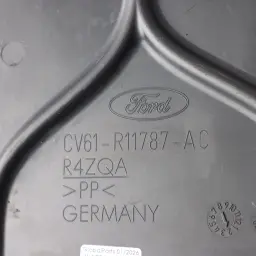 Ford
CV61-R11787-AC
R4ZQA
>PP<
GERMANY